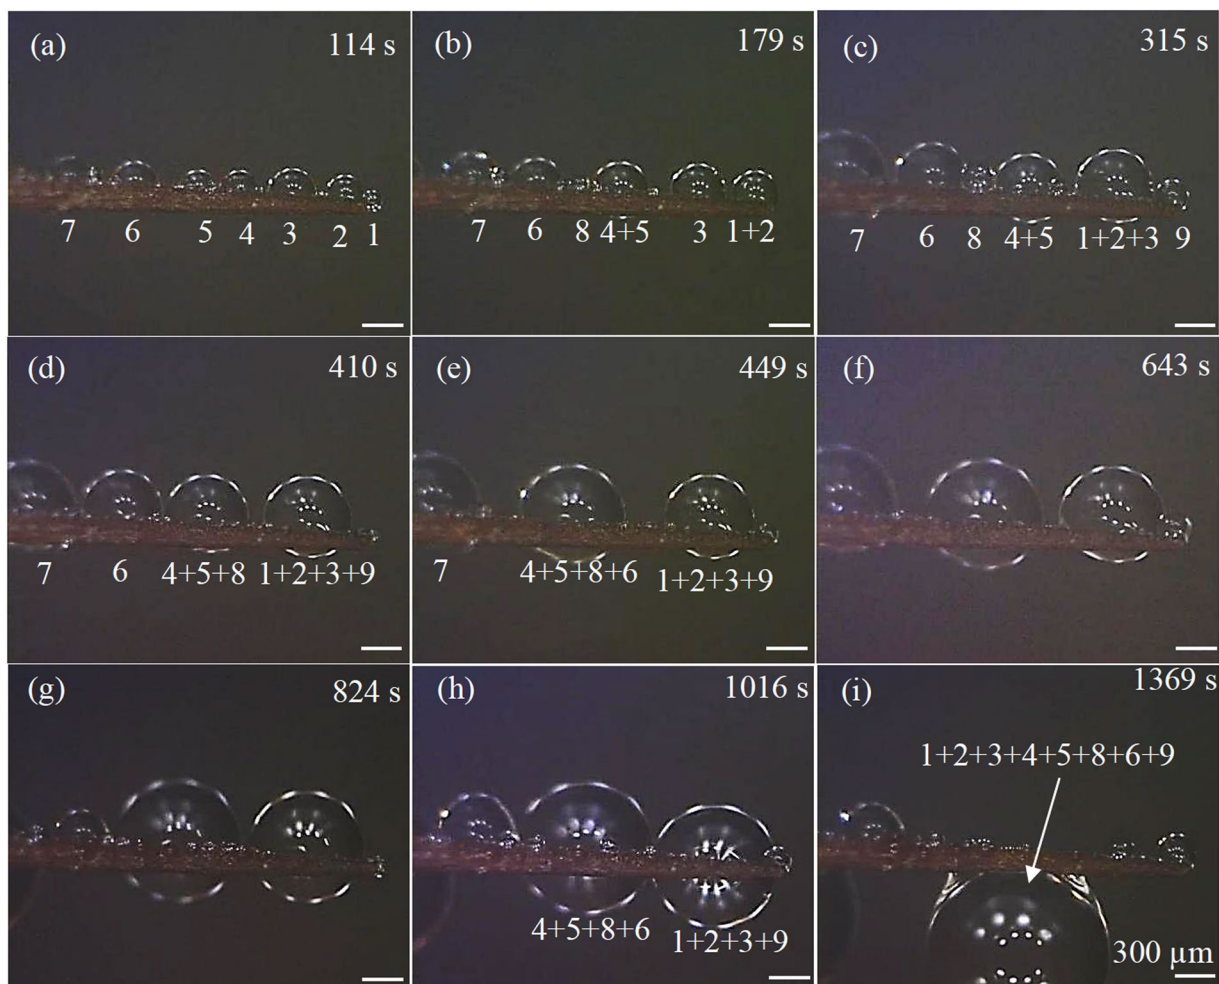 (a) 114 s
7 6 5 4 3 2 1
(b) 179 s
7 6 8 4+5 3 1+2
(c) 315 s
7 6 8 4+5 1+2+3 9
(d) 410 s
7 6 4+5+8 1+2+3+9
(e) 449 s
7 4+5+8+6 1+2+3+9
(f) 643 s
(g) 824 s
(h) 1016 s
4+5+8+6 1+2+3+9
(i) 1369 s
1+2+3+4+5+8+6+9
300 µm